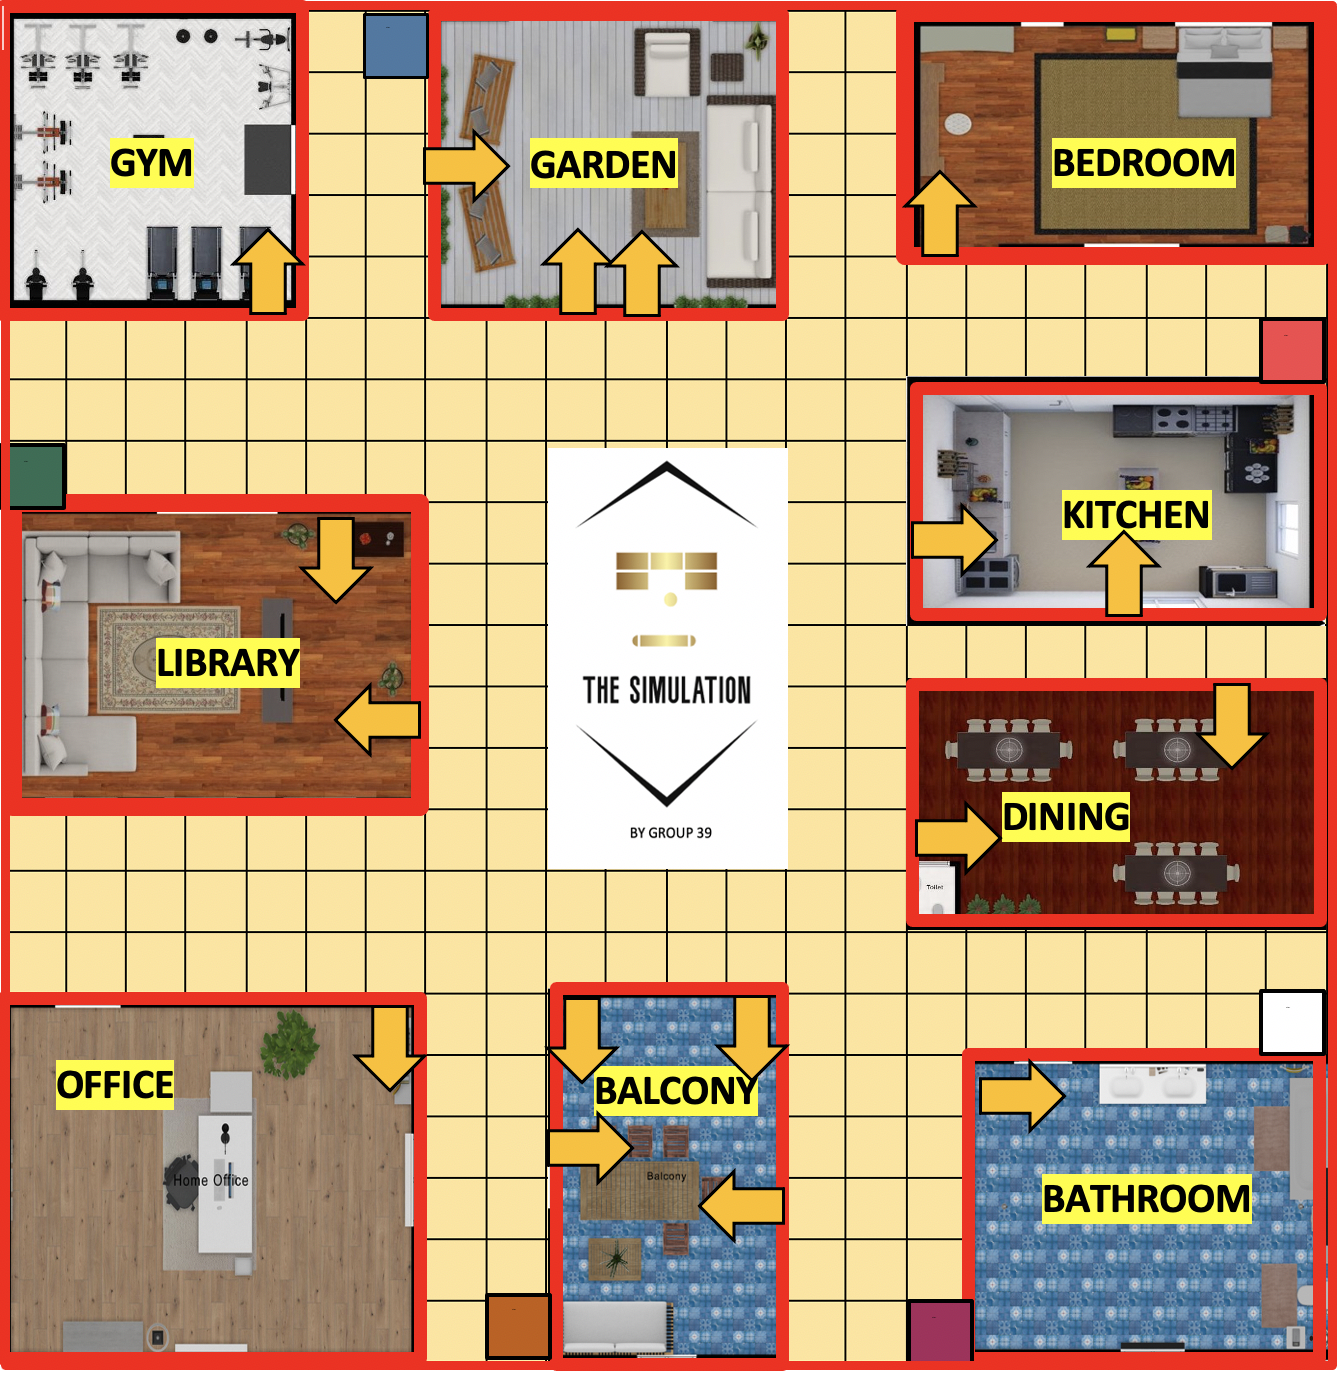 GYM
GARDEN
BEDROOM
KITCHEN
LIBRARY
THE SIMULATION
BY GROUP 39
DINING
Toilet
OFFICE
Home Office
BALCONY
Balcony
BATHROOM